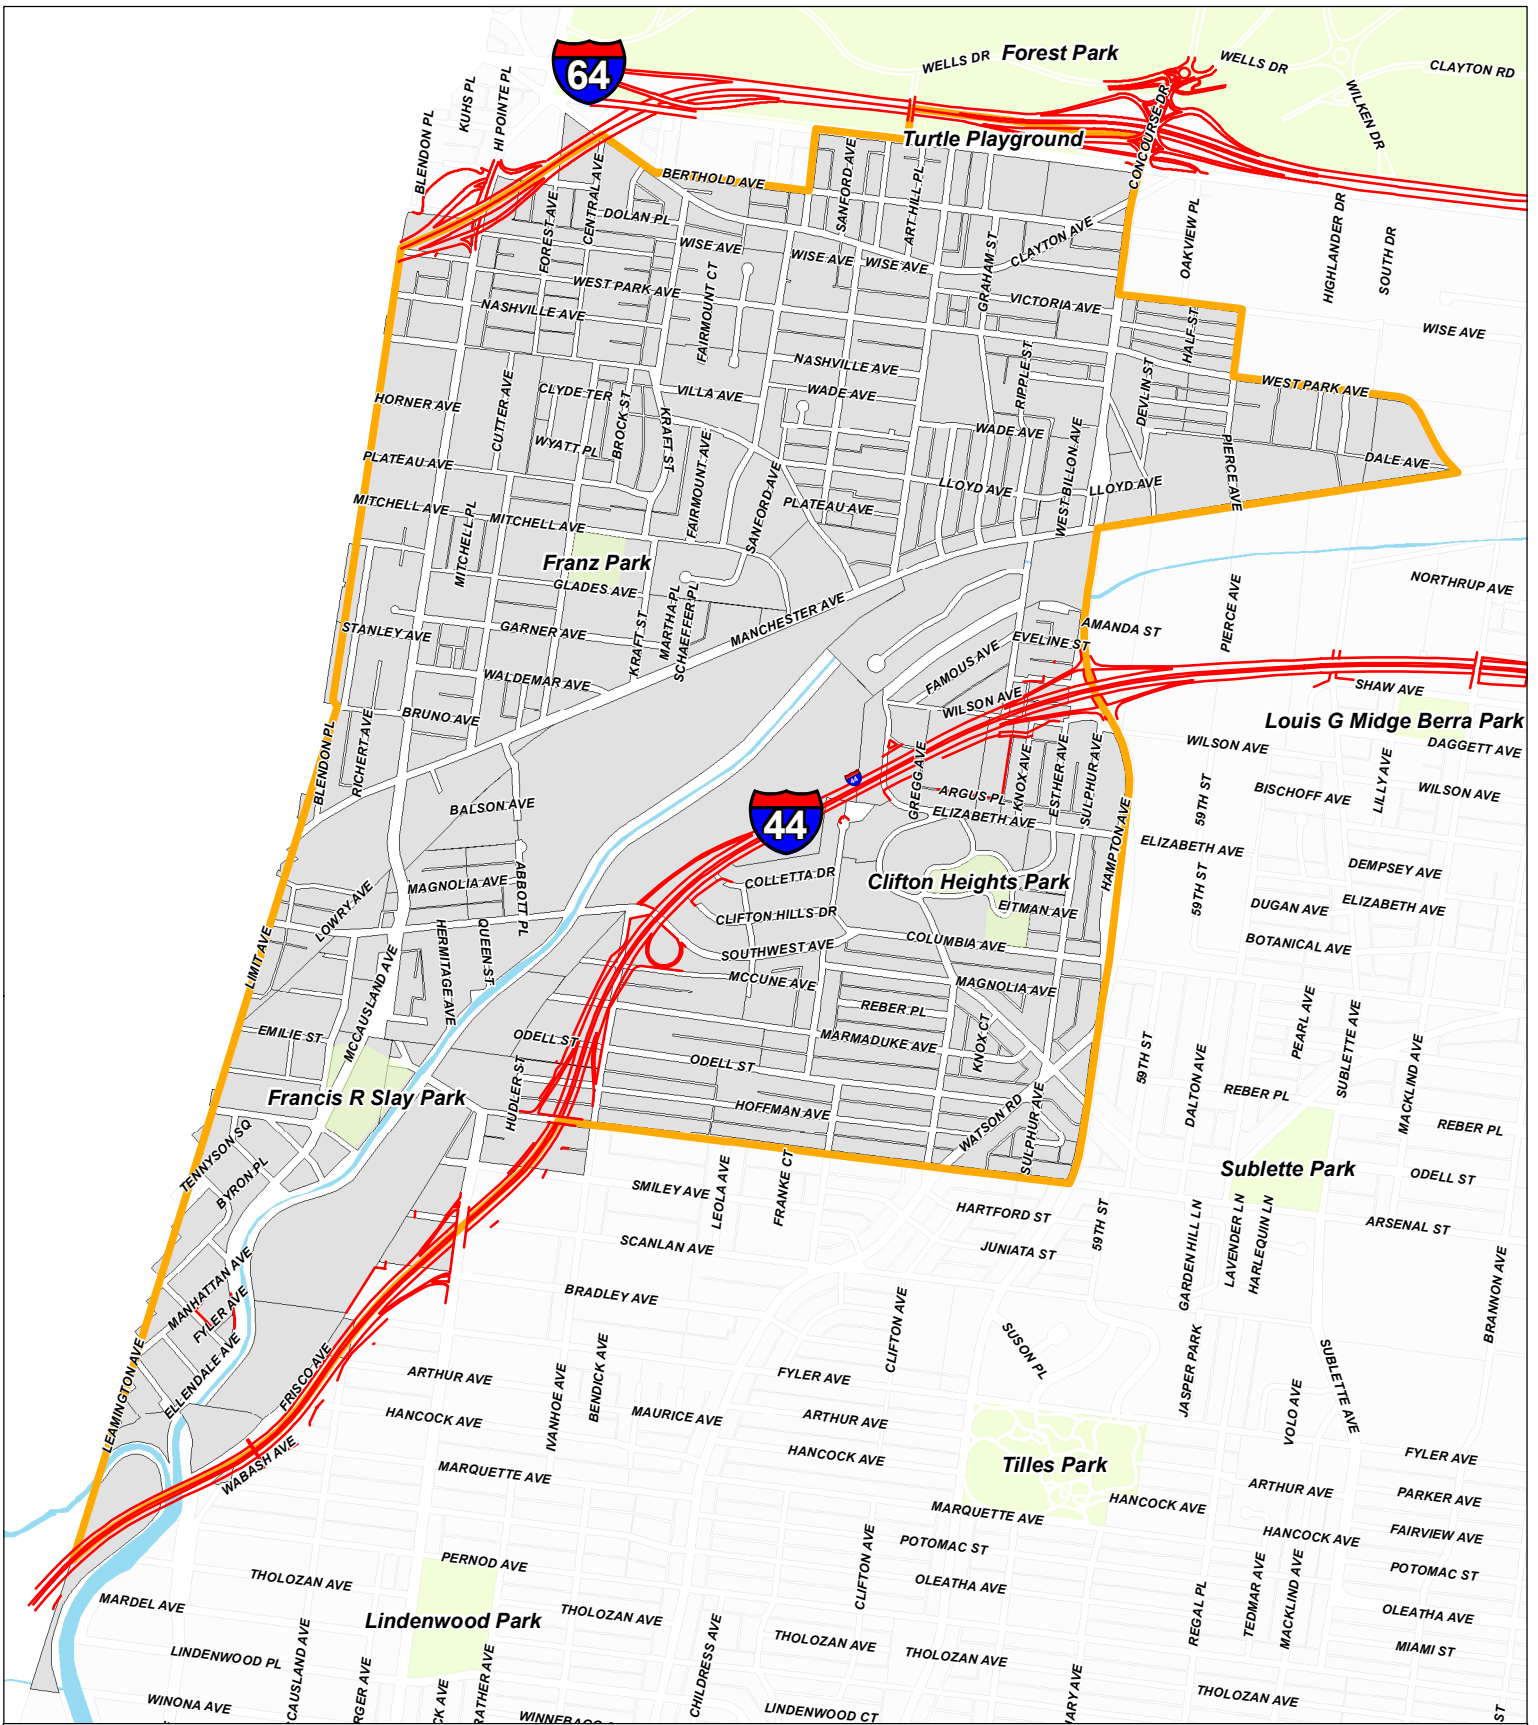 64
WELLS DR
Forest Park
WELLS DR
CLAYTON RD
KUHS PL
HI POINTE PL
BLENDON PL
WILKEN DR
CONCOURSE DR
Turtle Playground
BERTHOLD AVE
SANFORD AVE
ART HILL PL
CENTRAL AVE
FOREST AVE
DOLAN PL
WISE AVE
WISE AVE
WISE AVE
CLAYTON AVE
GRAHAM ST
OAKVIEW PL
HIGHLANDER DR
SOUTH DR
WEST PARK AVE
FAIRMOUNT CT
NASHVILLE AVE
VICTORIA AVE
HALF ST
WISE AVE
NASHVILLE AVE
RIPPLE ST
DEVLIN ST
WEST PARK AVE
HORNER AVE
CUTTER AVE
CLYDE TER
BROCK ST
VILLA AVE
WADE AVE
KRAFT ST
WYATT PL
FAIRMOUNT AVE
WADE AVE
WEST BILLON AVE
PIERCE AVE
DALE AVE
PLATEAU AVE
SANFORD AVE
LLOYD AVE
LLOYD AVE
PLATEAU AVE
MITCHELL AVE
MITCHELL AVE
MITCHELL PL
Franz Park
GLADES AVE
NORTHRUP AVE
PIERCE AVE
MANCHESTER AVE
MARTHA PL
SCHAEFFER PL
KRAFT ST
STANLEY AVE
GARNER AVE
AMANDA ST
EVELINE ST
FAMOUS AVE
WALDEMAR AVE
WILSON AVE
SHAW AVE
BRUNO AVE
Louis G Midge Berra Park
RICHERT AVE
BLENDON PL
WILSON AVE
DAGGETT AVE
GREGG AVE
KNOX AVE
ESTHER AVE
SULPHUR AVE
59TH ST
BISCHOFF AVE
LILLY AVE
WILSON AVE
44
44
ARGUS PL
BALSON AVE
ELIZABETH AVE
HAMPTON AVE
ELIZABETH AVE
DEMPSEY AVE
ABBOTT PL
MAGNOLIA AVE
COLLETTA DR
Clifton Heights Park
59TH ST
LOWRY AVE
CLIFTON HILLS DR
EITMAN AVE
DUGAN AVE
ELIZABETH AVE
LIMIT AVE
HERMITAGE AVE
QUEEN ST
SOUTHWEST AVE
COLUMBIA AVE
BOTANICAL AVE
MCCUNE AVE
MAGNOLIA AVE
MCCAUSLAND AVE
REBER PL
EMILIE ST
ODELL ST
MARMADUKE AVE
KNOX CT
PEARL AVE
SUBLETTE AVE
MACKLIND AVE
59TH ST
DALTON AVE
ODELL ST
HUDLER ST
Francis R Slay Park
HOFFMAN AVE
WATSON RD
SULPHUR AVE
REBER PL
REBER PL
TENNYSON SQ
BYRON PL
Sublette Park
SMILEY AVE
LEOLA AVE
FRANKE CT
ODELL ST
HARTFORD ST
59TH ST
GARDEN HILL LN
LAVENDER LN
HARLEQUIN LN
ARSENAL ST
SCANLAN AVE
JUNIATA ST
MANHATTAN AVE
FYLER AVE
BRADLEY AVE
CLIFTON AVE
BRANNON AVE
ELLENDALE AVE
LEAMINGTON AVE
FRISCO AVE
SUSON PL
JASPER PARK
SUBLETTE AVE
ARTHUR AVE
IVANHOE AVE
BENDICK AVE
FYLER AVE
VOLO AVE
HANCOCK AVE
MAURICE AVE
ARTHUR AVE
WABASH AVE
HANCOCK AVE
FYLER AVE
MARQUETTE AVE
Tilles Park
ARTHUR AVE
PARKER AVE
HANCOCK AVE
MARQUETTE AVE
HANCOCK AVE
FAIRVIEW AVE
POTOMAC ST
PERNOD AVE
CLIFTON AVE
POTOMAC ST
THOLOZAN AVE
OLEATHA AVE
TEDMAR AVE
MACKLIND AVE
REGAL PL
MARDEL AVE
Lindenwood Park
THOLOZAN AVE
OLEATHA AVE
THOLOZAN AVE
THOLOZAN AVE
MIAMI ST
LINDENWOOD PL
CHILDRESS AVE
CAUSLAND AVE
RGER AVE
CK AVE
RATHER AVE
ARY AVE
THOLOZAN AVE
WINONA AVE
LINDENWOOD CT
ST